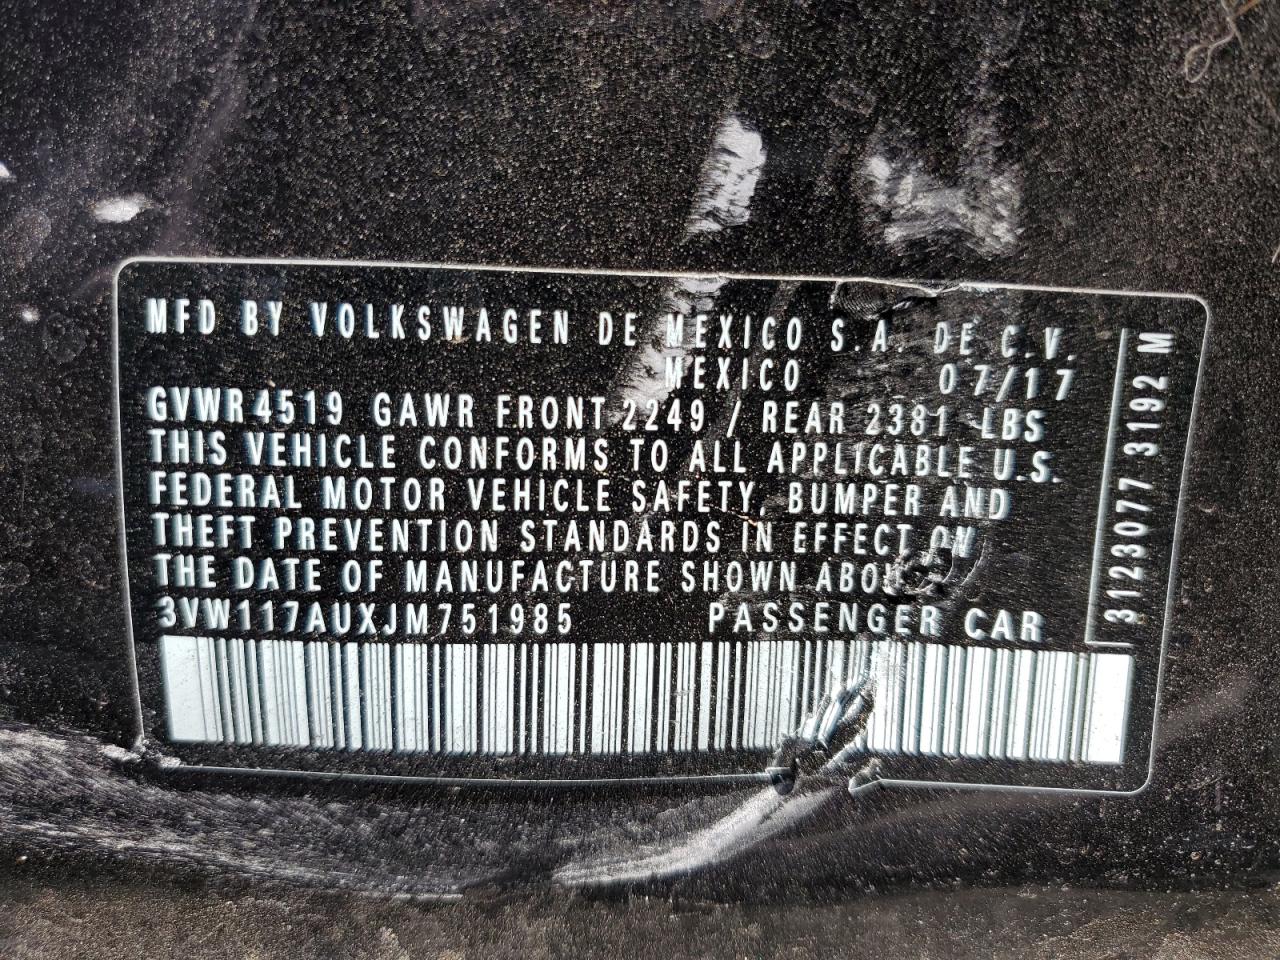 MFD BY VOLKSWAGEN DE MEXICO S.A. DE C.V.
MEXICO 07/17
GVWR 4519 GAWR FRONT 2249 / REAR 2381 LBS
THIS VEHICLE CONFORMS TO ALL APPLICABLE U.S.
FEDERAL MOTOR VEHICLE SAFETY, BUMPER AND
THEFT PREVENTION STANDARDS IN EFFECT ON
THE DATE OF MANUFACTURE SHOWN ABOVE
3VW117AUXJM751985 PASSENGER CAR
3123077 3192 M